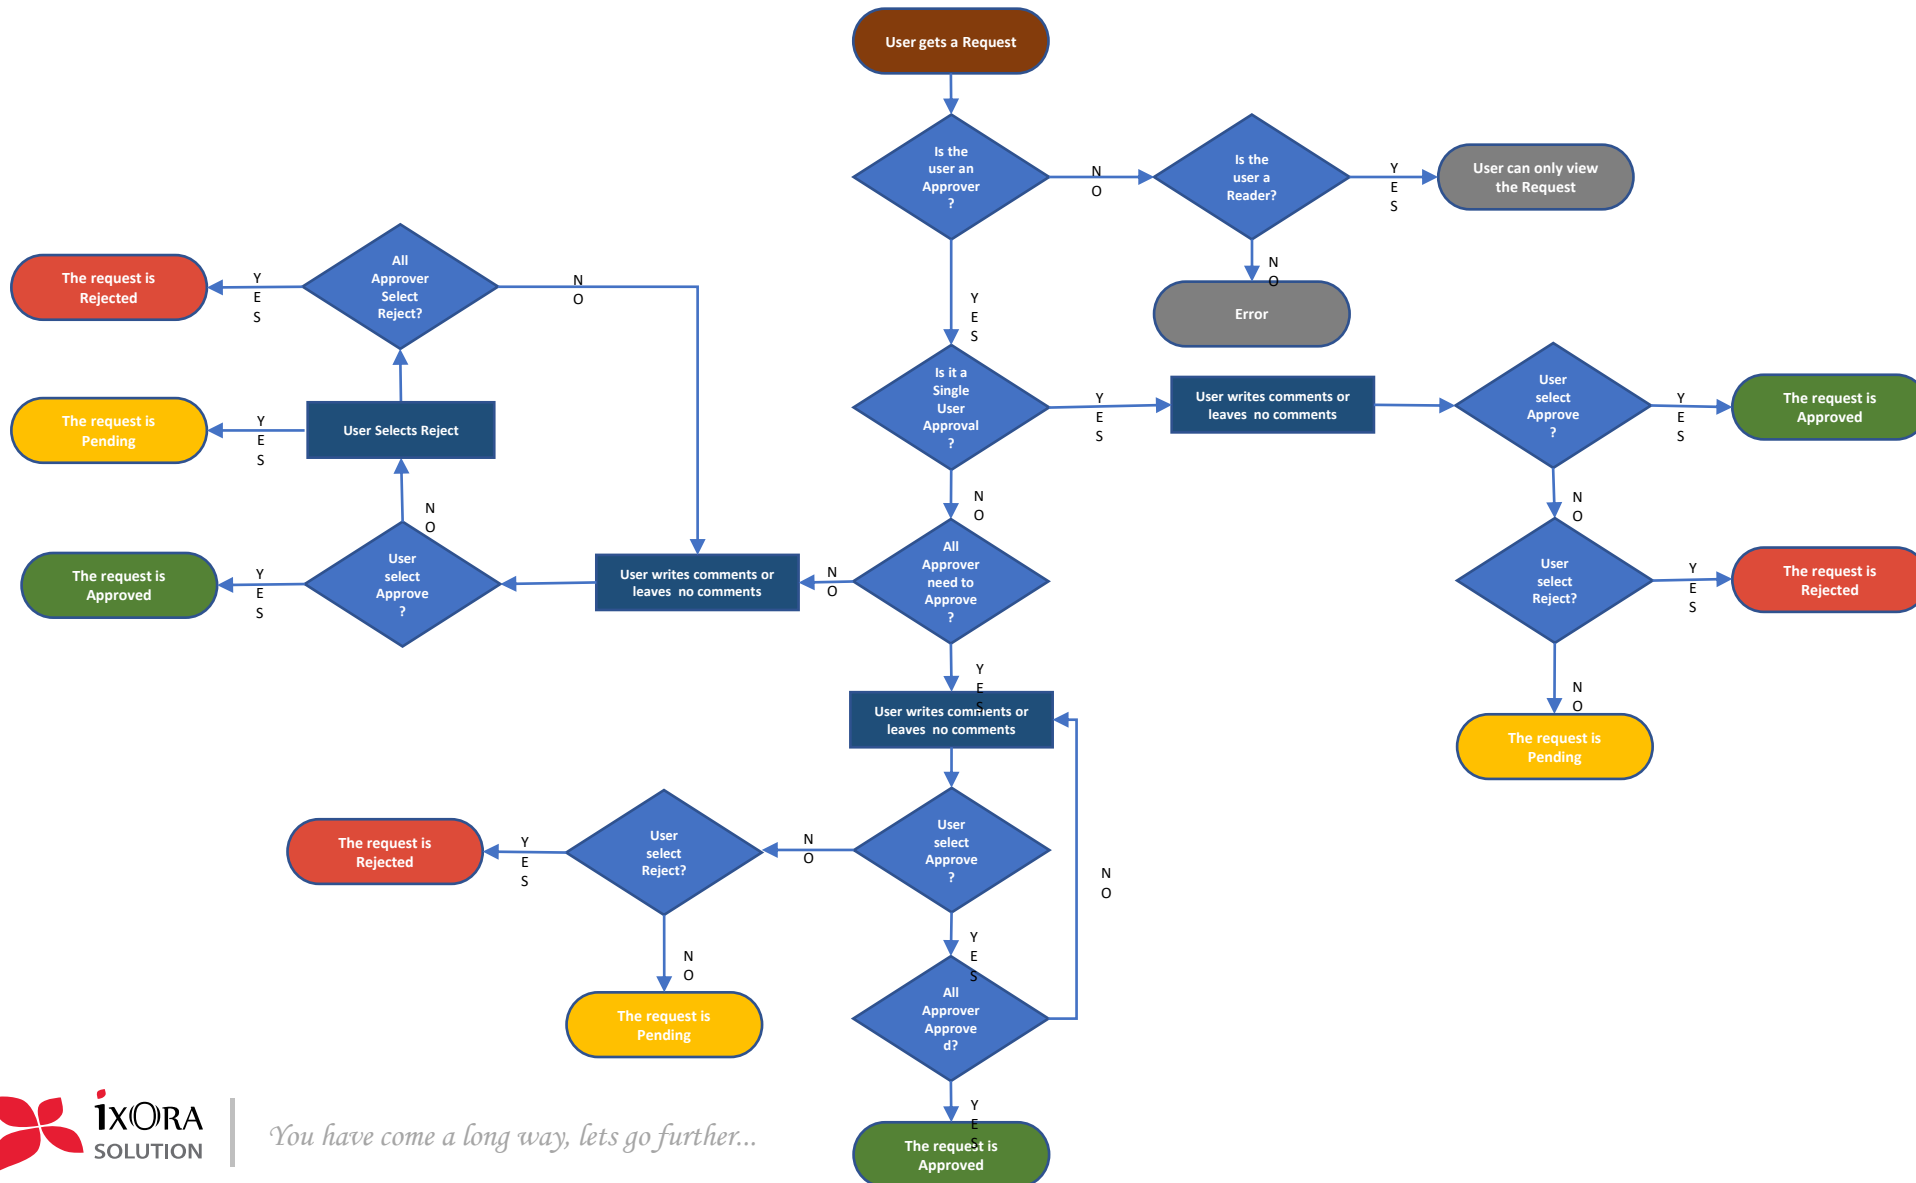 User gets a Request
Is the
user an
Approver
?
N
O
Is the
user a
Reader?
Y
E
S
User can only view
the Request
N
O
Error
Y
E
S
All
Approver
Select
Reject?
Y
E
S
The request is
Rejected
N
O
Is it a
Single
User
Approval
?
Y
E
S
User writes comments or
leaves  no comments
User
select
Approve
?
Y
E
S
The request is
Approved
User Selects Reject
Y
E
S
The request is
Pending
N
O
N
O
N
O
All
Approver
need to
Approve
?
N
O
User writes comments or
leaves  no comments
User
select
Approve
?
Y
E
S
The request is
Approved
User
select
Reject?
Y
E
S
The request is
Rejected
N
O
The request is
Pending
Y
E
S
User writes comments or
leaves  no comments
User
select
Approve
?
N
O
User
select
Reject?
Y
E
S
The request is
Rejected
N
O
The request is
Pending
Y
E
S
All
Approver
Approve
d?
N
O
Y
E
S
The request is
Approved
iXORA
SOLUTION
You have come a long way, lets go further...